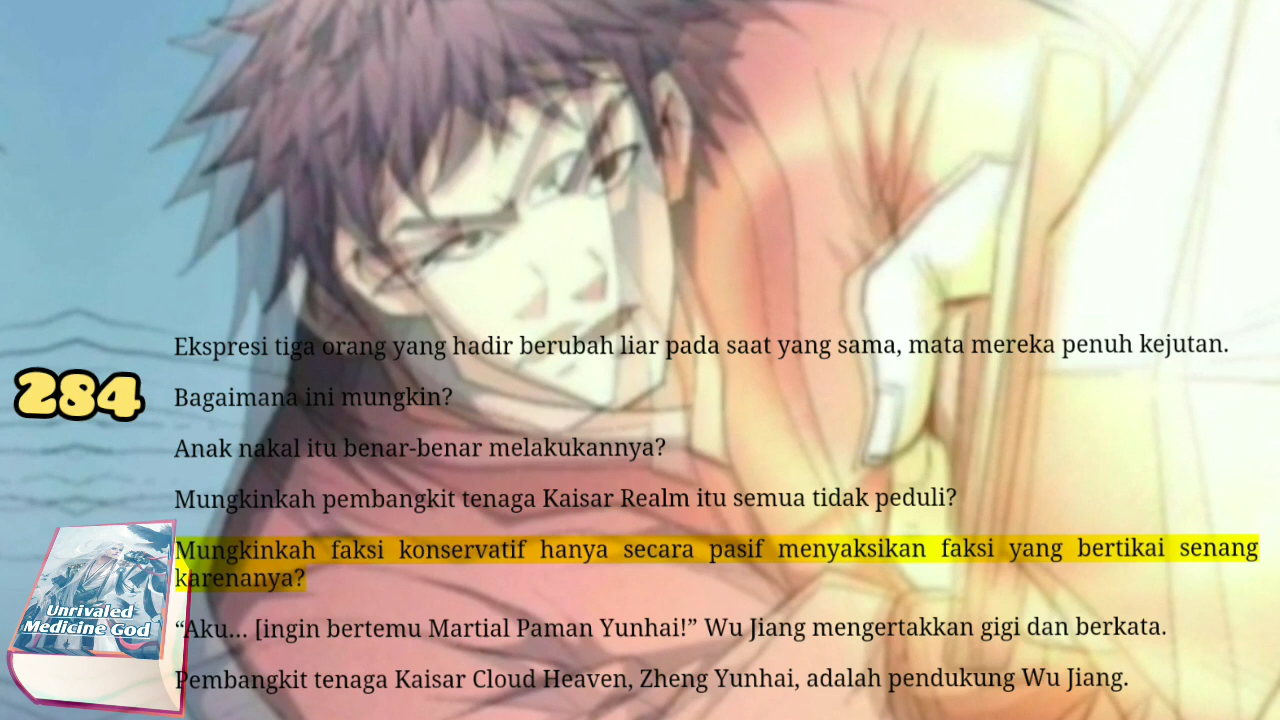 Ekspresi tiga orang yang hadir berubah liar pada saat yang sama, mata mereka penuh kejutan.
284
Bagaimana ini mungkin?
Anak nakal itu benar-benar melakukannya?
Mungkinkah pembangkit tenaga Kaisar Realm itu semua tidak peduli?
Mungkinkah faksi konservatif hanya secara pasif menyaksikan faksi yang bertikai senang
karenanya?
Unrivaled
Medicine God
“Aku... [ingin bertemu Martial Paman Yunhai!” Wu Jiang mengertakkan gigi dan berkata.
Pembangkit tenaga Kaisar Cloud Heaven, Zheng Yunhai, adalah pendukung Wu Jiang.